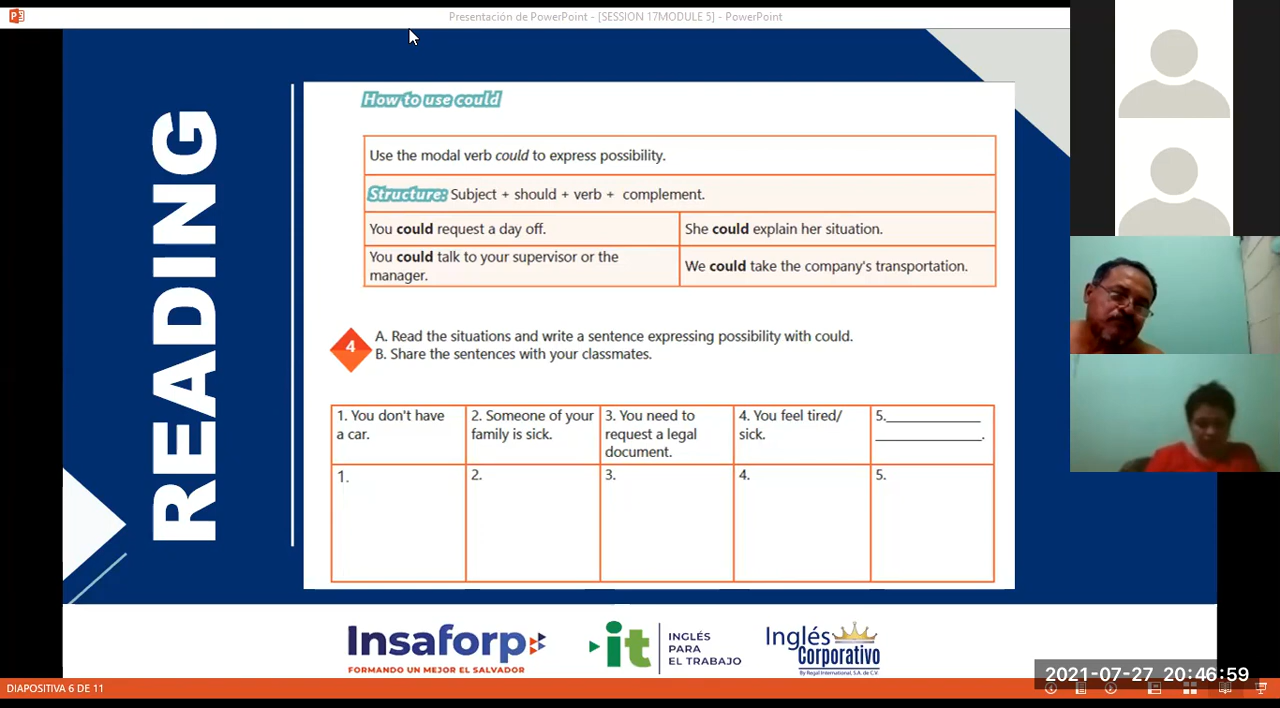 Presentación de PowerPoint - [SESSION 17MODULE 5] - PowerPoint
READING
How to use could
Use the modal verb could to express possibility.
Structure: Subject + should + verb + complement.
You could request a day off.
She could explain her situation.
You could talk to your supervisor or the
manager.
We could take the company's transportation.
4
A. Read the situations and write a sentence expressing possibility with could.
B. Share the sentences with your classmates.
1. You don't have
a car.
2. Someone of your
family is sick.
3. You need to
request a legal
document.
4. You feel tired/
sick.
5.______________
________________.
1.
2.
3.
4.
5.
Insaforp
FORMANDO UN MEJOR EL SALVADOR
it
INGLÉS
PARA
EL TRABAJO
Inglés
Corporativo
By Regal International, S.A. de C.V.
2021-07-27 20:46:59
DIAPOSITIVA 6 DE 11